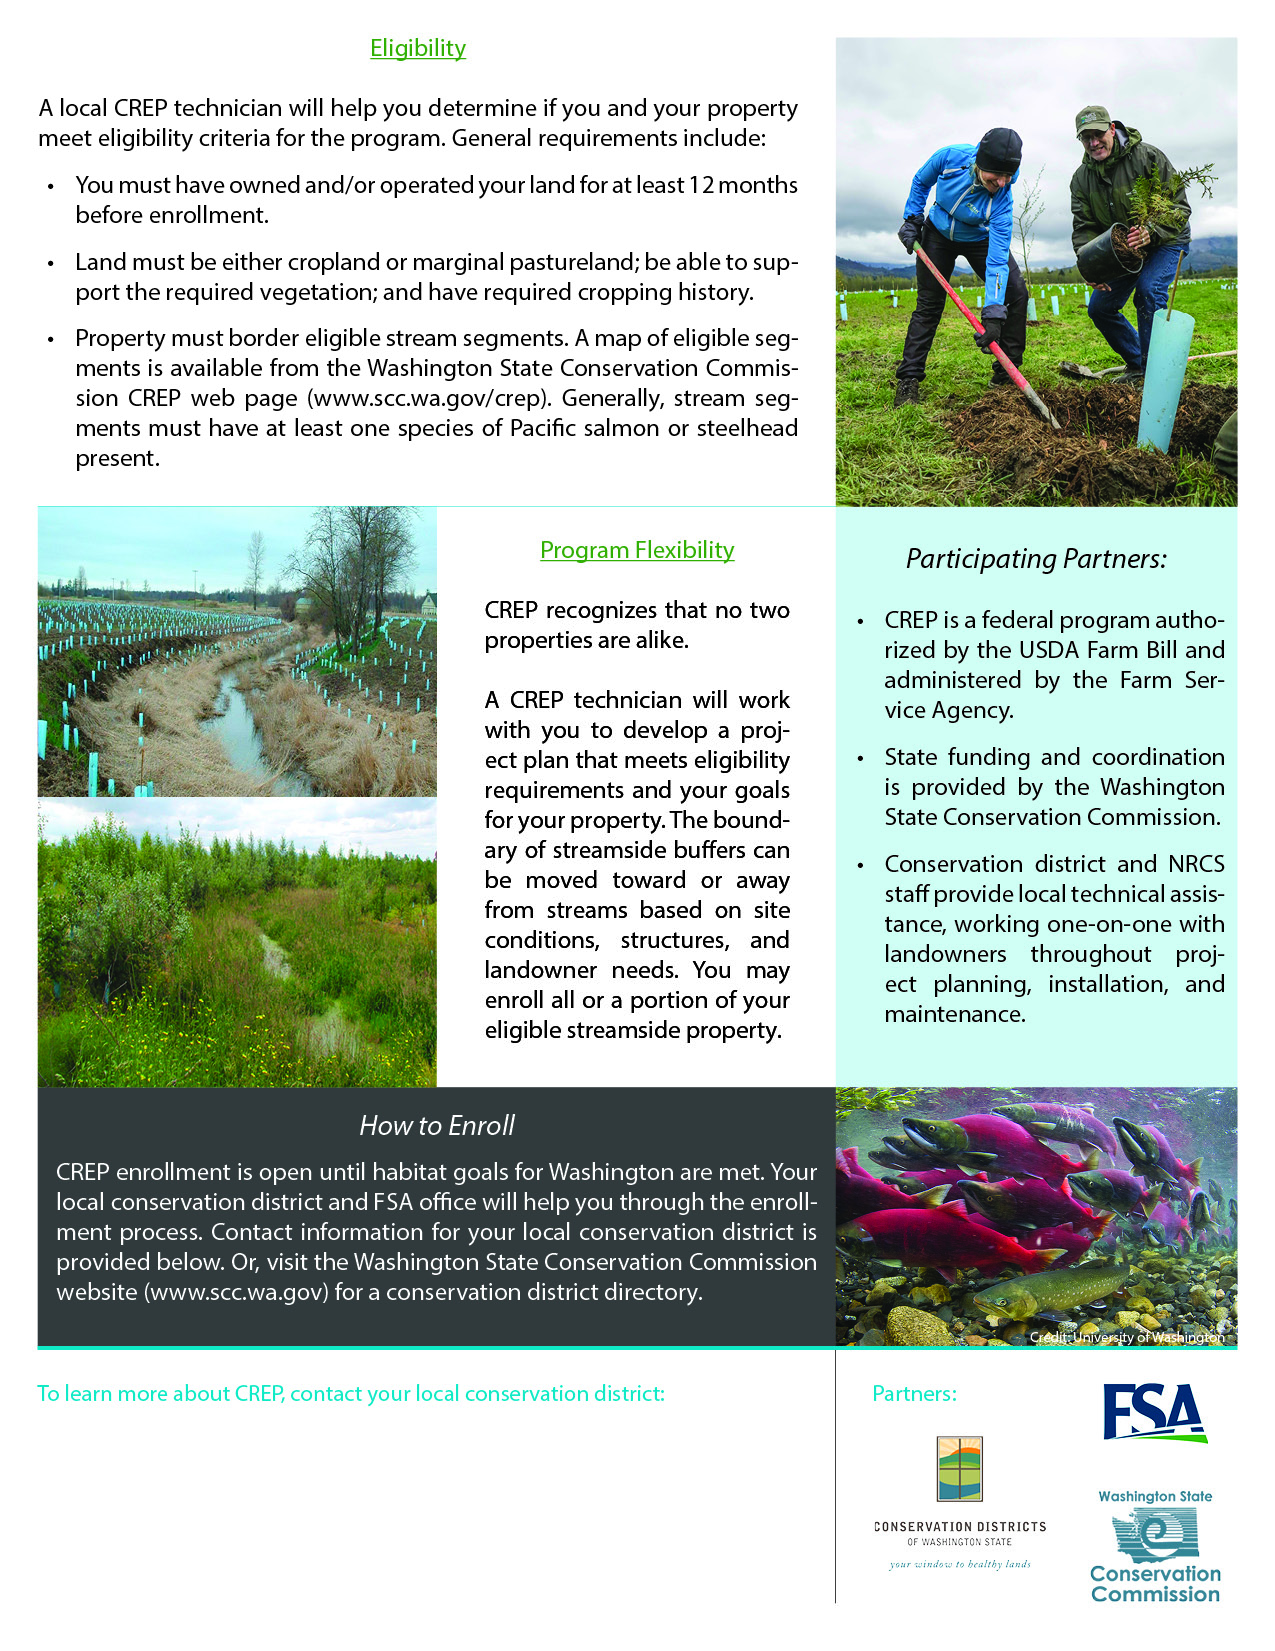 Eligibility
A local CREP technician will help you determine if you and your property
meet eligibility criteria for the program. General requirements include:
• You must have owned and/or operated your land for at least 12 months
before enrollment.
• Land must be either cropland or marginal pastureland; be able to sup-
port the required vegetation; and have required cropping history.
• Property must border eligible stream segments. A map of eligible seg-
ments is available from the Washington State Conservation Commis-
sion CREP web page (www.scc.wa.gov/crep). Generally, stream seg-
ments must have at least one species of Pacific salmon or steelhead
present.
Program Flexibility
CREP recognizes that no two
properties are alike.
A CREP technician will work
with you to develop a proj-
ect plan that meets eligibility
requirements and your goals
for your property. The bound-
ary of streamside buffers can
be moved toward or away
from streams based on site
conditions, structures, and
landowner needs. You may
enroll all or a portion of your
eligible streamside property.
Participating Partners:
• CREP is a federal program autho-
rized by the USDA Farm Bill and
administered by the Farm Ser-
vice Agency.
• State funding and coordination
is provided by the Washington
State Conservation Commission.
• Conservation district and NRCS
staff provide local technical assis-
tance, working one-on-one with
landowners throughout proj-
ect planning, installation, and
maintenance.
How to Enroll
CREP enrollment is open until habitat goals for Washington are met. Your
local conservation district and FSA office will help you through the enroll-
ment process. Contact information for your local conservation district is
provided below. Or, visit the Washington State Conservation Commission
website (www.scc.wa.gov) for a conservation district directory.
Credit: University of Washington
To learn more about CREP, contact your local conservation district:
Partners:
FSA
CONSERVATION DISTRICTS
OF WASHINGTON STATE
your window to healthy lands
Washington State
Conservation
Commission